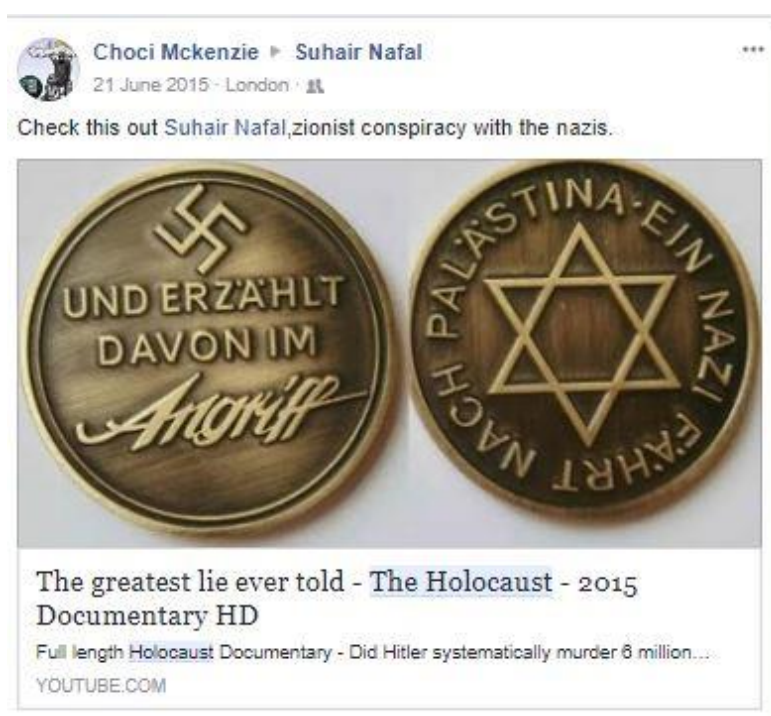 Choci Mckenzie ▸ Suhair Nafal
21 June 2015 · London ·
Check this out Suhair Nafal,zionist conspiracy with the nazis.
UND ERZÄHLT
DAVON IM
Angriff
NACH PALÄSTINA·EIN NAZI FÄHRT
The greatest lie ever told - The Holocaust - 2015
Documentary HD
Full length Holocaust Documentary - Did Hitler systematically murder 6 million...
YOUTUBE.COM